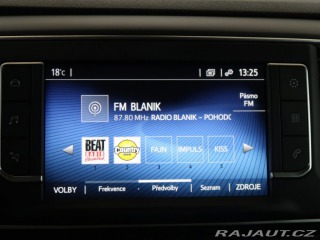 18°C 13:25
FM BLANIK
87.80 MHz RADIO BLANIK – POHODO
Pásmo
FM
BEAT
Country
FAJN
IMPULS
KISS
1 2 3 4 5
VOLBY Frekvence Předvolby Seznam ZDROJE
RAJAUT.CZ